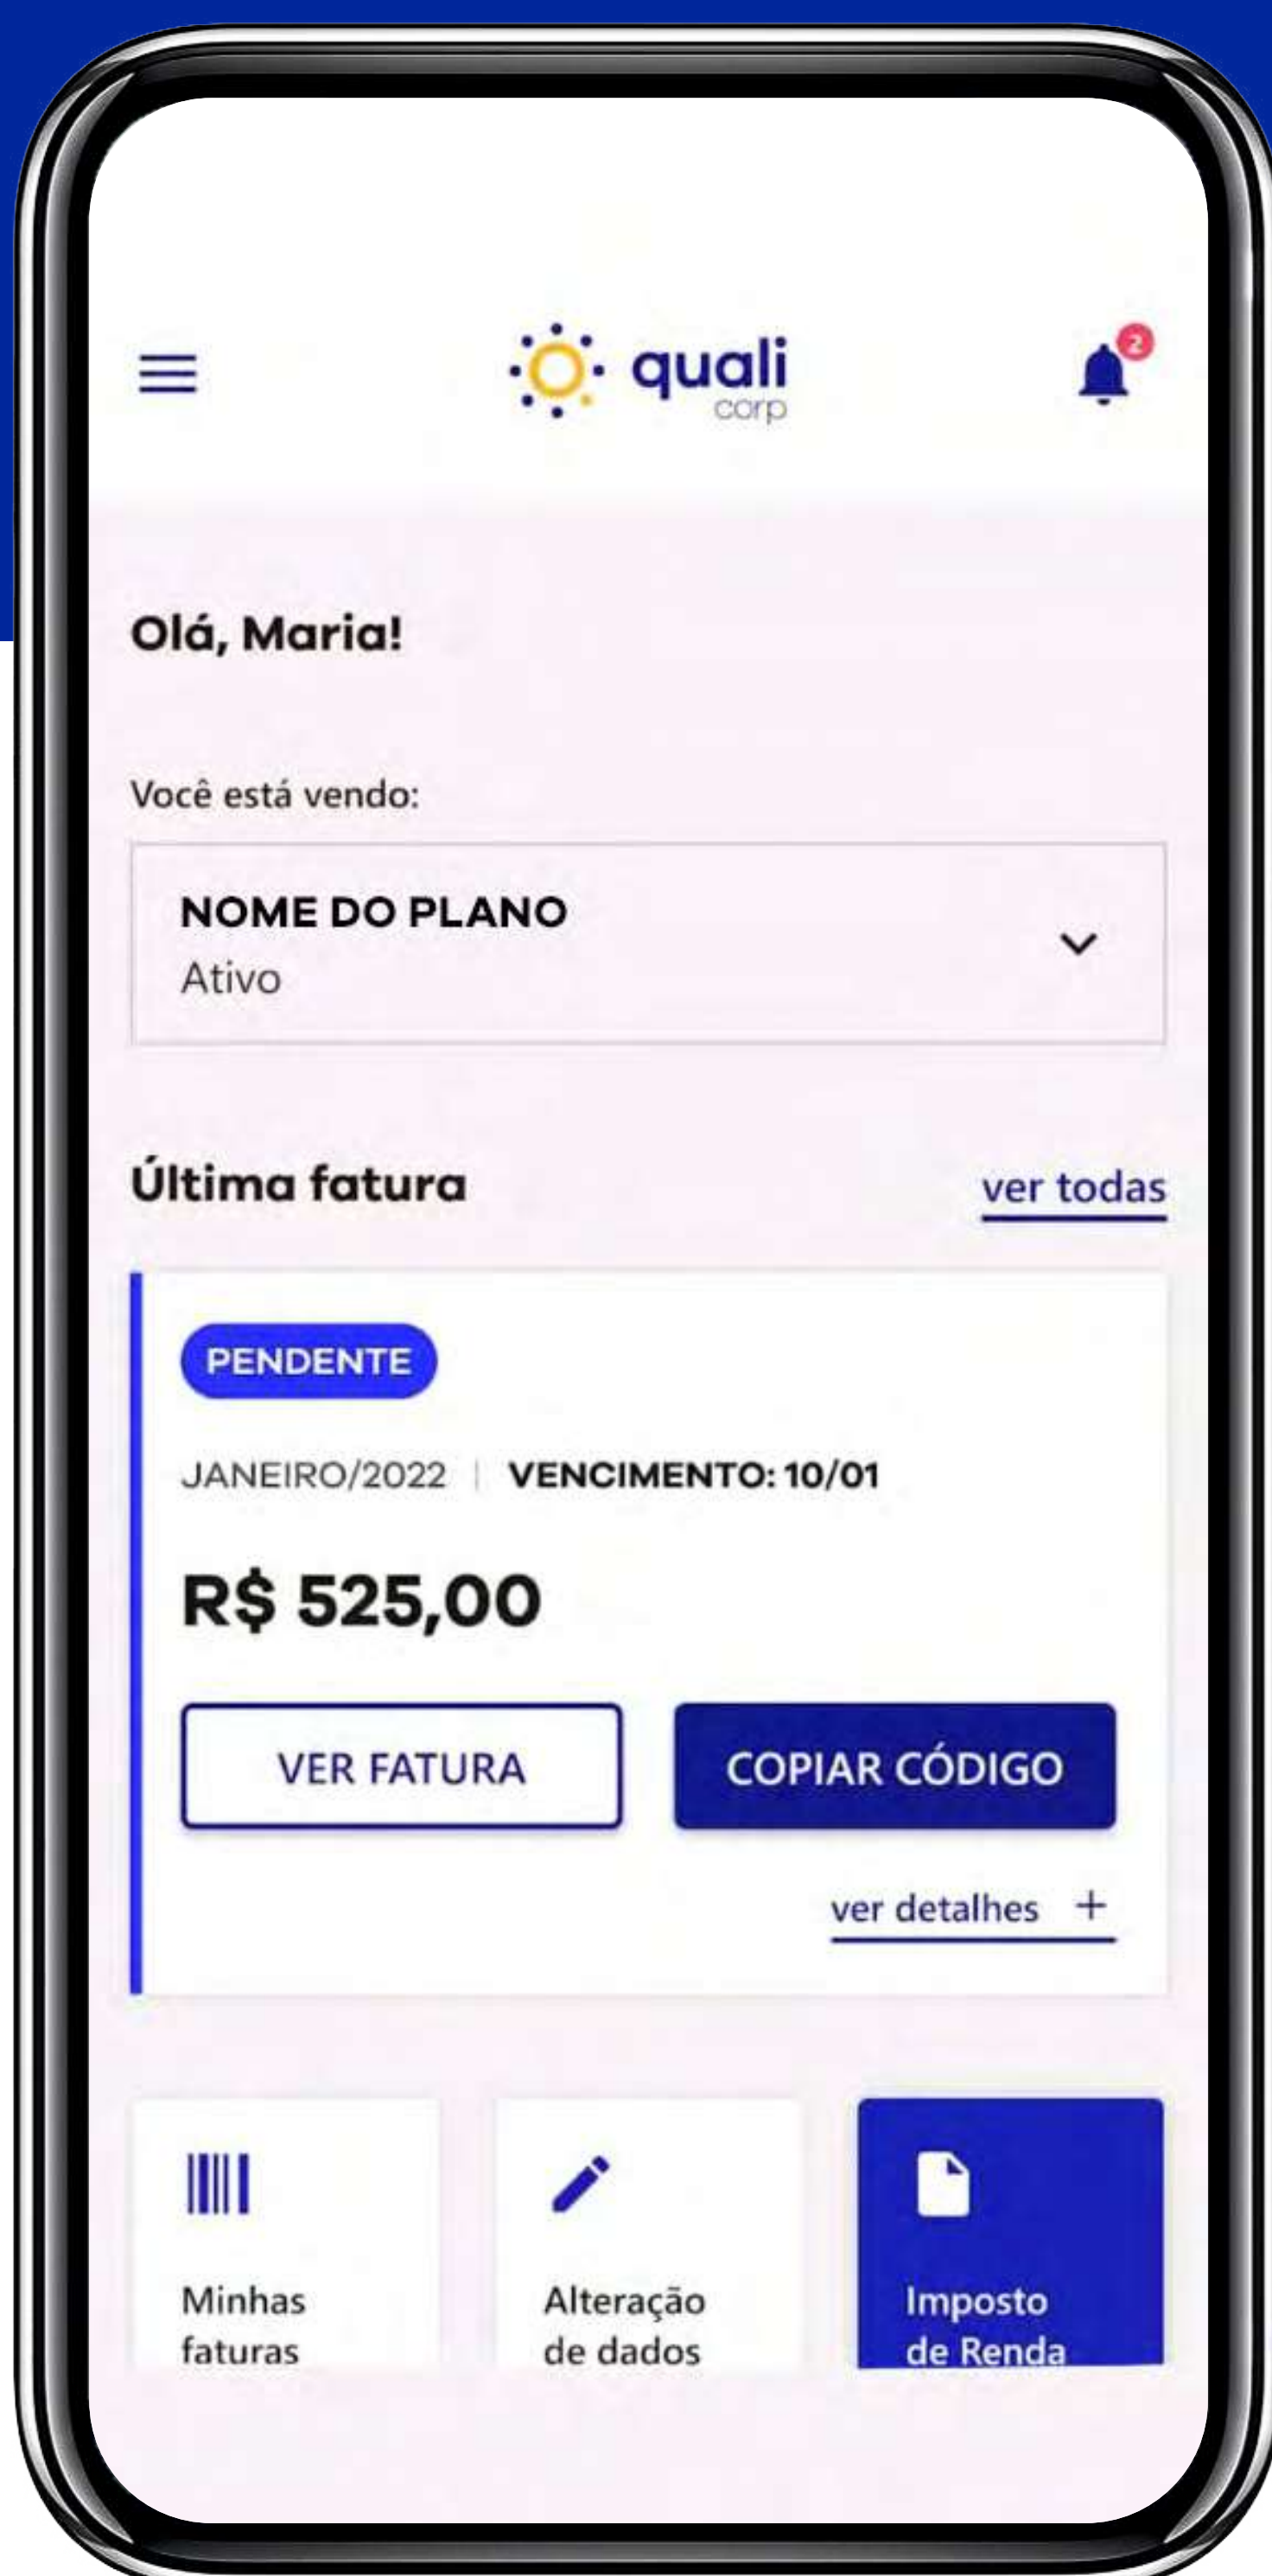 quali
corp
2
Olá, Maria!
Você está vendo:
NOME DO PLANO
Ativo
Última fatura
ver todas
PENDENTE
JANEIRO/2022 | VENCIMENTO: 10/01
R$ 525,00
VER FATURA
COPIAR CÓDIGO
ver detalhes +
Minhas
faturas
Alteração
de dados
Imposto
de Renda